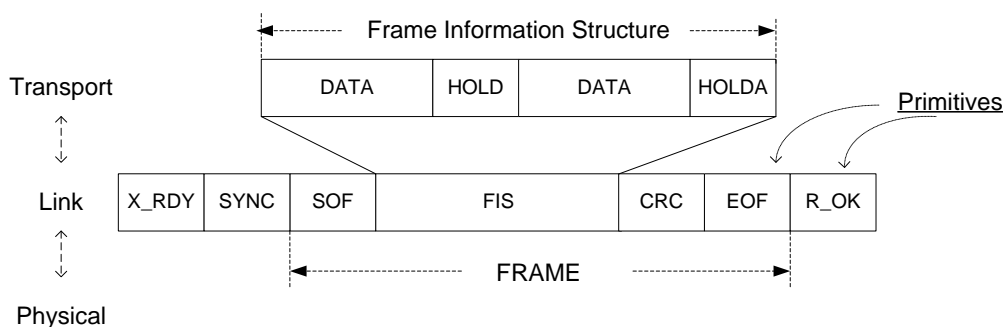 Frame Information Structure
Transport
DATA HOLD DATA HOLDA
Primitives
Link
X_RDY SYNC SOF FIS CRC EOF R_OK
FRAME
Physical